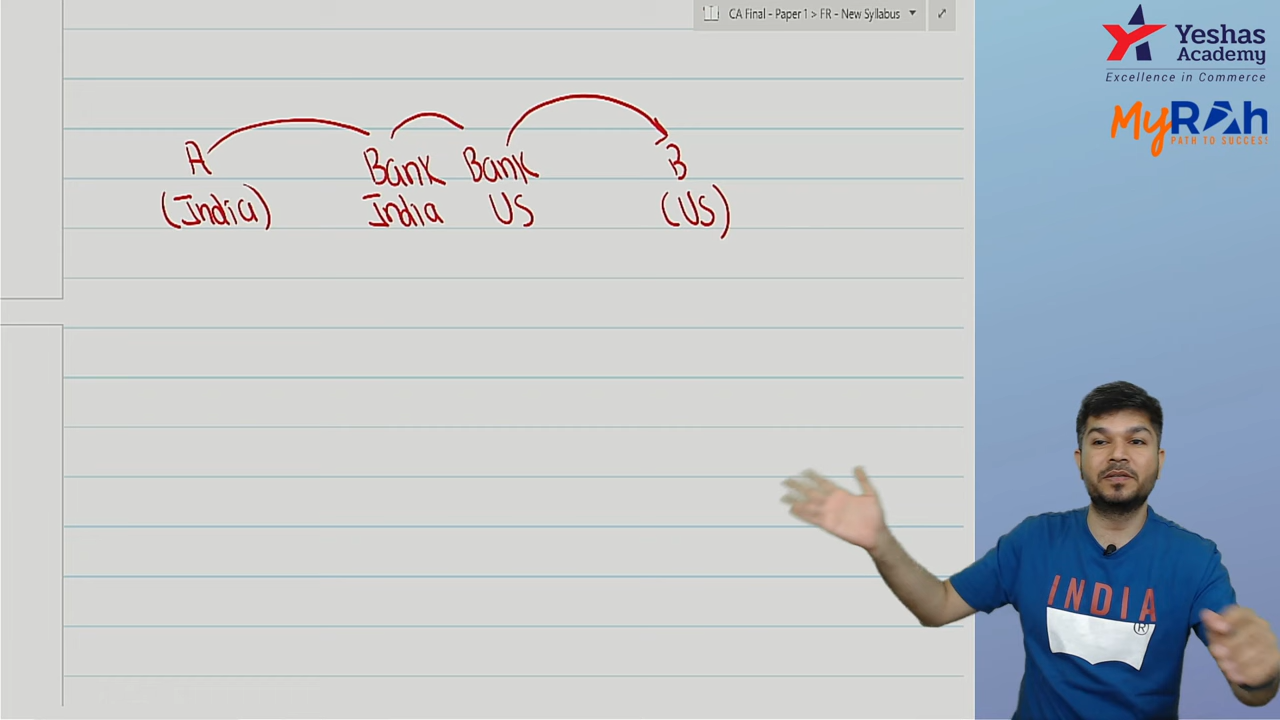 CA Final - Paper 1 > FR - New Syllabus
Yeshas
Academy
Excellence in Commerce
MyRAh
PATH TO SUCCESS
A Bank Bank B
(India) India US (US)
INDIA
®